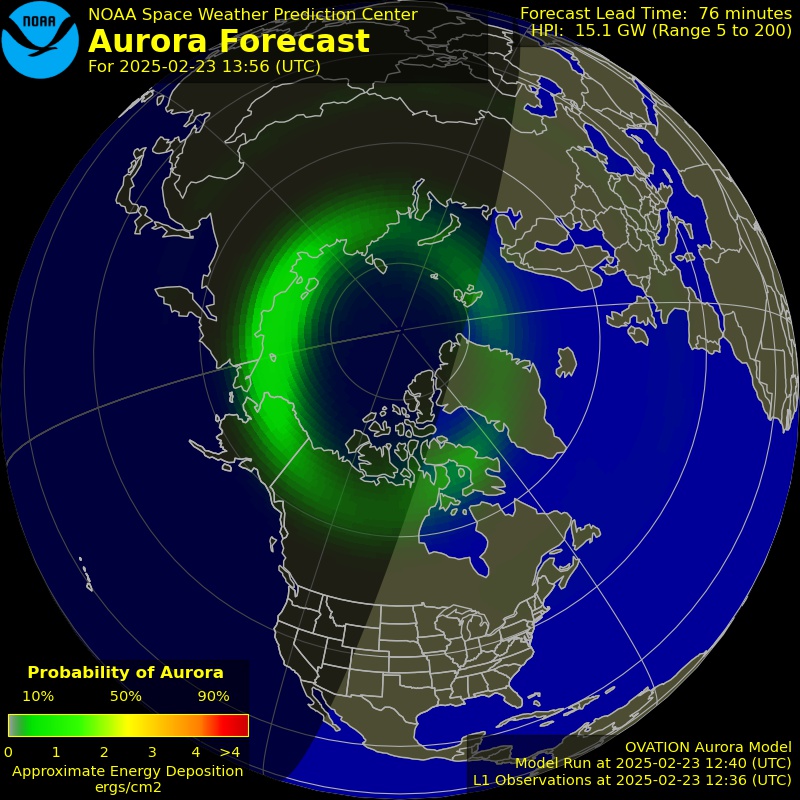 NOAA
NOAA Space Weather Prediction Center
Aurora Forecast
For 2025-02-23 13:56 (UTC)
Forecast Lead Time: 76 minutes
HPI: 15.1 GW (Range 5 to 200)
Probability of Aurora
10% 50% 90%
0 1 2 3 4 >4
Approximate Energy Deposition
ergs/cm2
OVATION Aurora Model
Model Run at 2025-02-23 12:40 (UTC)
L1 Observations at 2025-02-23 12:36 (UTC)